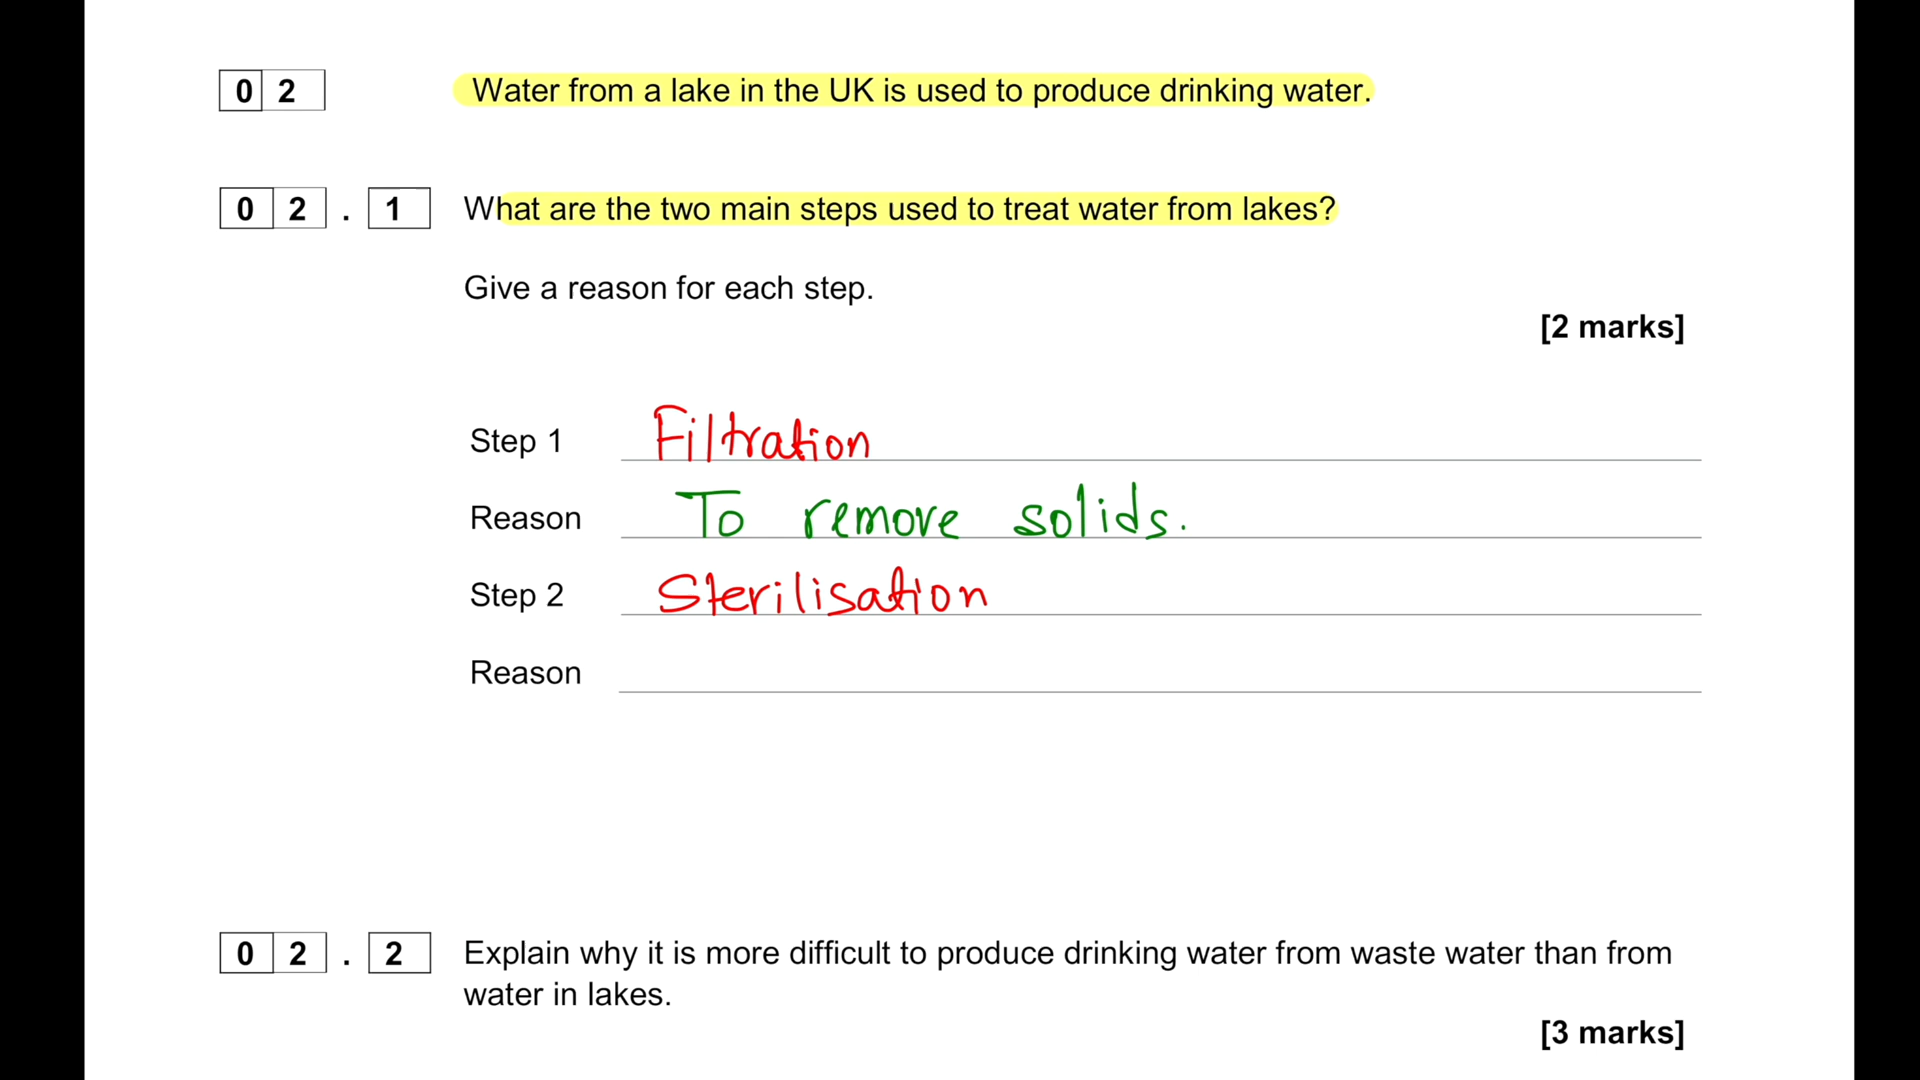 0 2 Water from a lake in the UK is used to produce drinking water.
0 2 . 1 What are the two main steps used to treat water from lakes?
Give a reason for each step.
[2 marks]
Step 1 Filtration
Reason To remove solids.
Step 2 Sterilisation
Reason
0 2 . 2 Explain why it is more difficult to produce drinking water from waste water than from
water in lakes.
[3 marks]